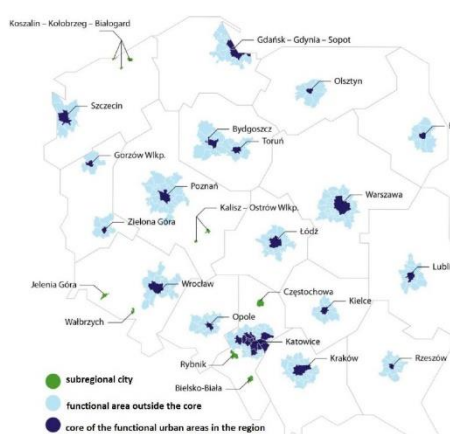 Koszalin – Kołobrzeg – Białogard
Gdańsk – Gdynia – Sopot
Olsztyn
Szczecin
Bydgoszcz
Toruń
Gorzów Wlkp.
Poznań
Kalisz – Ostrów Wlkp.
Warszawa
Zielona Góra
Łódź
Jelenia Góra
Wrocław
Częstochowa
Lubli
Wałbrzych
Opole
Kielce
Katowice
Rybnik
Kraków
Rzeszów
Bielsko-Biała
subregional city
functional area outside the core
core of the functional urban areas in the region